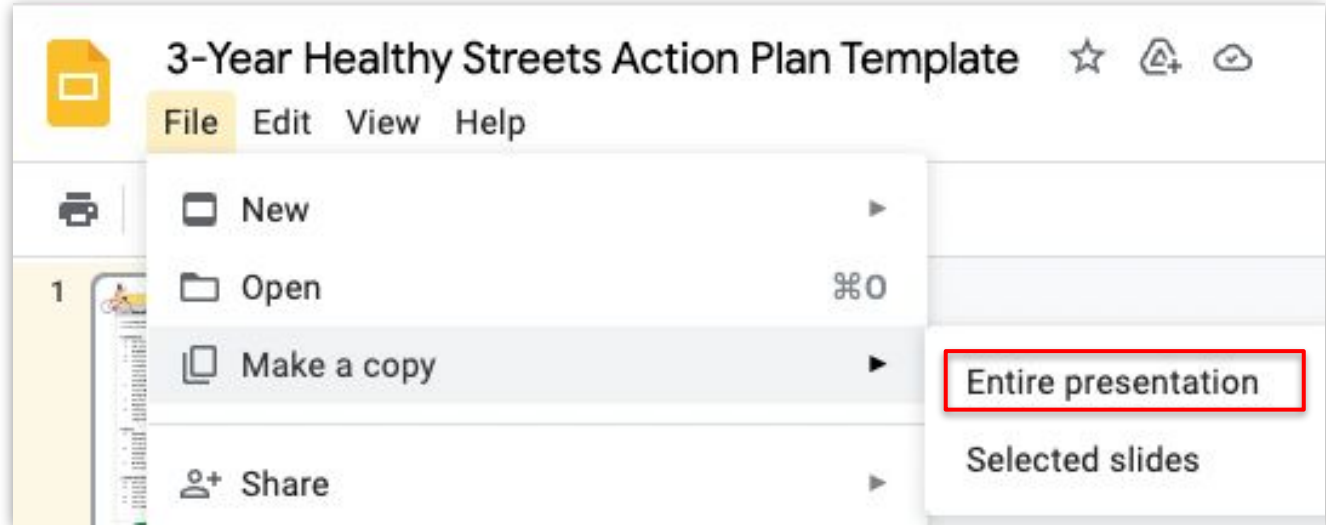 3-Year Healthy Streets Action Plan Template
File Edit View Help
New
Open ⌘O
Make a copy
Entire presentation
Selected slides
Share
1